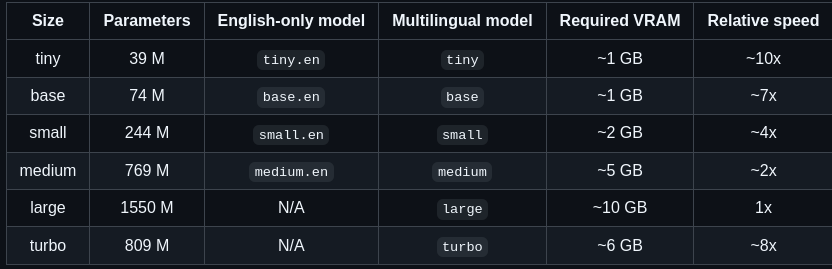 Size Parameters English-only model Multilingual model Required VRAM Relative speed
tiny 39 M tiny.en tiny ~1 GB ~10x
base 74 M base.en base ~1 GB ~7x
small 244 M small.en small ~2 GB ~4x
medium 769 M medium.en medium ~5 GB ~2x
large 1550 M N/A large ~10 GB 1x
turbo 809 M N/A turbo ~6 GB ~8x